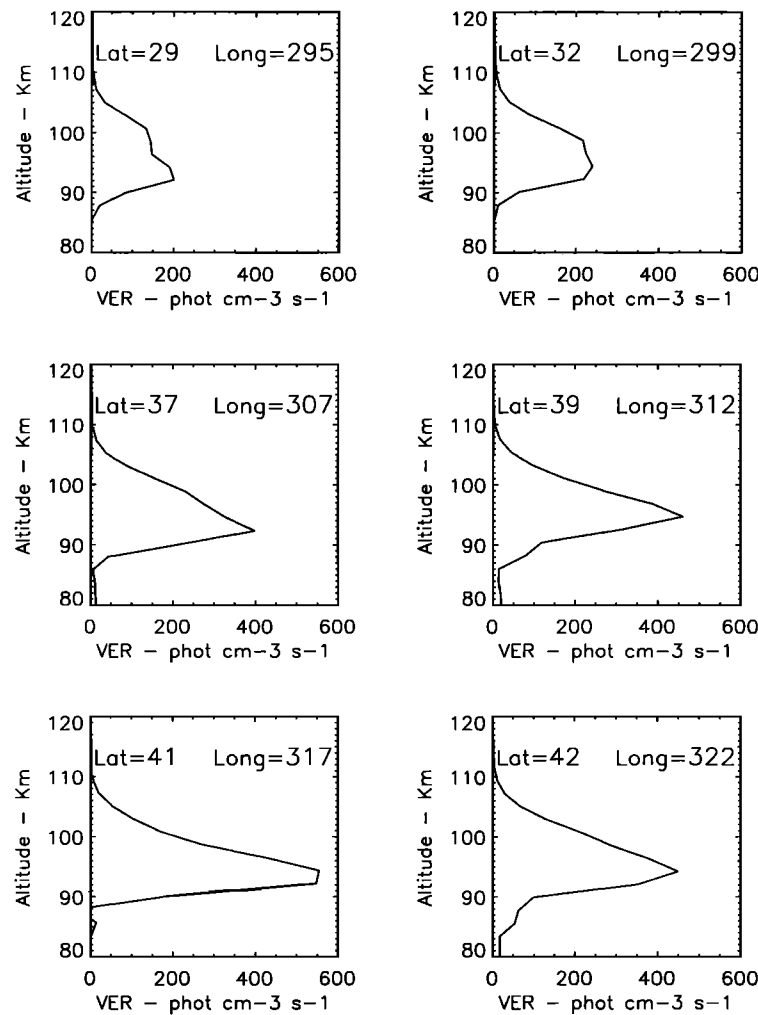 120
110
100
90
80
Altitude – Km
Lat=29 Long=295
0 200 400 600
VER – phot cm–3 s–1
120
110
100
90
80
Altitude – Km
Lat=32 Long=299
0 200 400 600
VER – phot cm–3 s–1
120
110
100
90
80
Altitude – Km
Lat=37 Long=307
0 200 400 600
VER – phot cm–3 s–1
120
110
100
90
80
Altitude – Km
Lat=39 Long=312
0 200 400 600
VER – phot cm–3 s–1
120
110
100
90
80
Altitude – Km
Lat=41 Long=317
0 200 400 600
VER – phot cm–3 s–1
120
110
100
90
80
Altitude – Km
Lat=42 Long=322
0 200 400 600
VER – phot cm–3 s–1